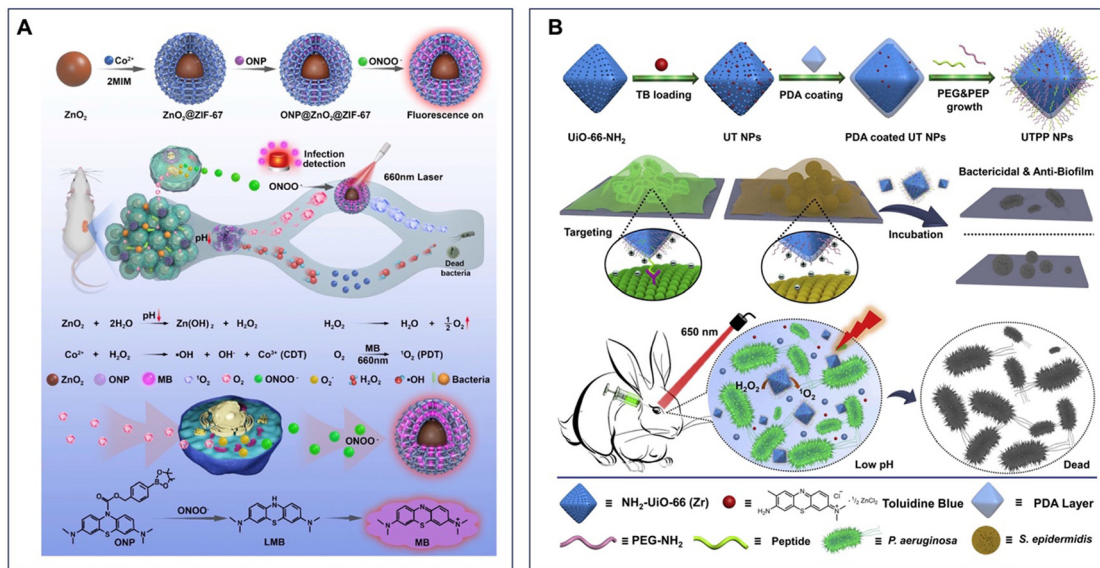 A
Co²⁺
2MIM
ONP
ONOO⁻
ZnO₂
ZnO₂@ZIF-67
ONP@ZnO₂@ZIF-67
Fluorescence on
Infection
detection
ONOO⁻
660nm Laser
pH
Dead
bacteria
ZnO₂ + 2H₂O pH↓ Zn(OH)₂ + H₂O₂
H₂O₂ → H₂O + ½ O₂↑
Co²⁺ + H₂O₂ → •OH + OH⁻ + Co³⁺ (CDT)
O₂ MB 660nm ¹O₂ (PDT)
ZnO₂ ONP MB ¹O₂ O₂ ONOO⁻ O₂⁻ H₂O₂ •OH Bacteria
ONOO⁻
ONOO⁻
ONP
LMB
MB
B
TB loading
PDA coating
PEG&PEP
growth
UiO-66-NH₂
UT NPs
PDA coated UT NPs
UTPP NPs
Bactericidal & Anti-Biofilm
Targeting
Incubation
650 nm
H₂O₂
¹O₂
Low pH
Dead
≡ NH₂-UiO-66 (Zr)
≡ Cl⁻ · ½ ZnCl₂ Toluidine Blue
≡ PDA Layer
≡ PEG-NH₂
≡ Peptide
≡ P. aeruginosa
≡ S. epidermidis